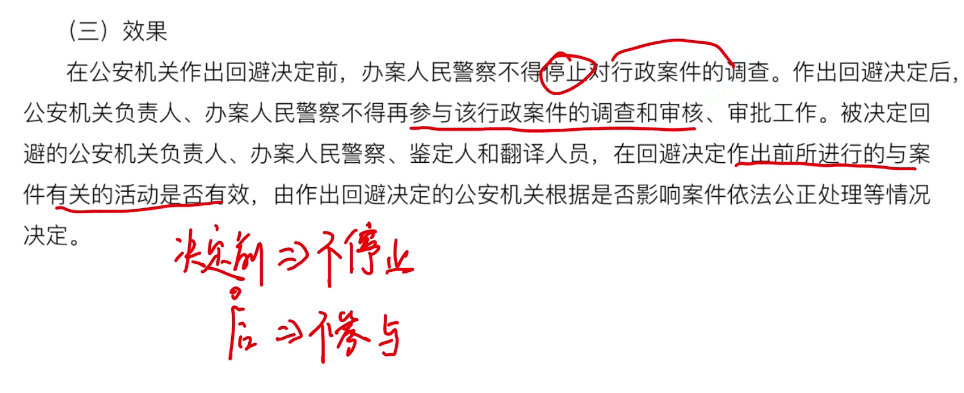 （三）效果
在公安机关作出回避决定前，办案人民警察不得停止对行政案件的调查。作出回避决定后，
公安机关负责人、办案人民警察不得再参与该行政案件的调查和审核、审批工作。被决定回
避的公安机关负责人、办案人民警察、鉴定人和翻译人员，在回避决定作出前所进行的与案
件有关的活动是否有效，由作出回避决定的公安机关根据是否影响案件依法公正处理等情况
决定。
决定前⇒不停止
后⇒不参与